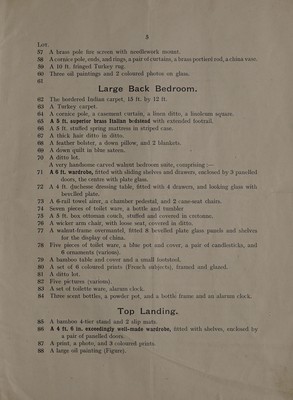 3
Lot.
57 A brass pole fire screen with needlework mount.
58 A cornice pole, ends, and rings, a pair of curtains, a brass portierd rod, a china vase.
59 A 10 ft. fringed Turkey rug.
60 Three oil paintings and 2 coloured photos on glass.
61
Large Back Bedroom.
62 The bordered Indian carpet, 15 ft. by 12 ft.
63 A Turkey carpet.
64 A cornice pole, a casement curtain, a linen ditto, a linoleum square.
65 A 5 ft. superior brass Italian bedstead with extended footrail.
66 A 5 ft. stuffed spring mattress in striped case.
67 A thick hair ditto in ditto.
68 A feather bolster, a down pillow, and 2 blankets.
69 A down quilt in blue sateen.
70 A ditto lot.
A very handsome carved walnut bedroom suite, comprising :—
71 A 6 ft. wardrobe, fitted with sliding shelves and drawers, enclosed by 3 panelled
doors, the centre with plate glass.
72 A 4 ft. duchesse dressing table, fitted with 4 drawers, and looking glass with
bevelled plate.
73 A 6-rail towel airer, a chamber pedestal, and 2 cane-seat chairs.
74 Seven pieces of toilet ware, a bottle and tumbler
75 A 5 ft. box ottoman couch, stuffed and covered in cretonne.
76 A wicker arm chair, with loose seat, covered in ditto.
77 A walnut-frame overmantel, fitted 8 bevelled plate glass panels and shelves
for the display of china.
78 Five pieces of toilet ware, a blue pot and cover, a pair of candlesticks, and
8 ornaments (various)
79 A bamboo table and cover and a small footstool.
80 A set of 6 coloured prints (French subjects), framed and glazed.
81 A ditto lot.
82 Five pictures (various).
83 A set of toilette ware, alarum clock.
84 Three scent bottles, a powder pot, and a bottle frame and an alarum clock.
Top Landing.
85 A bamboo 4-tier stand and 2 slip mats.
86 A 4 ft. 6 in. exceedingly well-made wardrobe, fitted with shelves, enclosed by
a pair of panelled doors.
87 A print, a photo, and 3 coloured prints.
88 A large oil painting (Figure).